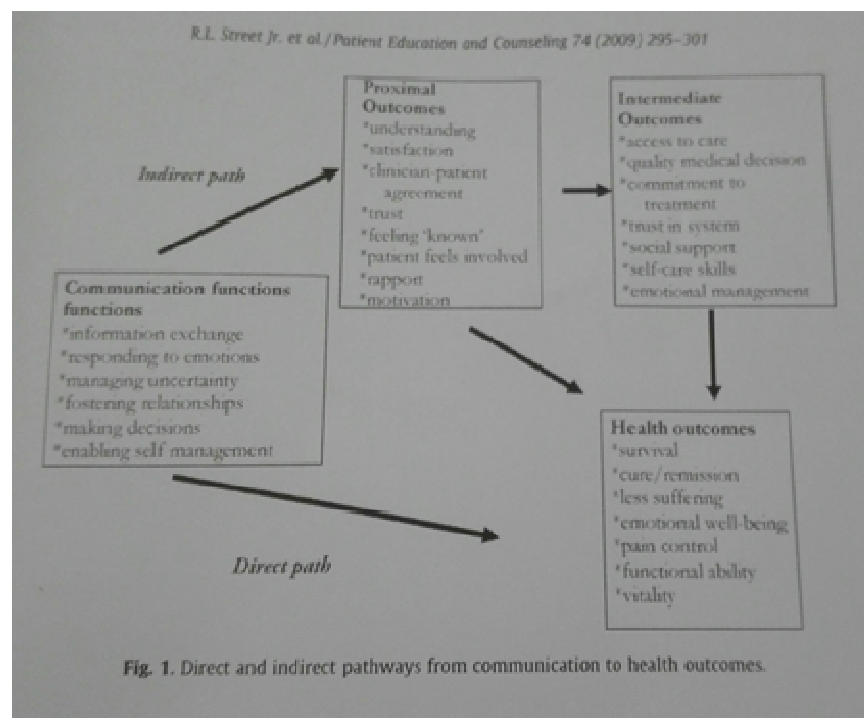 R.L. Street Jr. et al. / Patient Education and Counseling 74 (2009) 295–301
Proximal
Outcomes
*understanding
*satisfaction
*clinician-patient
agreement
*trust
*feeling 'known'
*patient feels involved
*rapport
*motivation
Intermediate
Outcomes
*access to care
*quality medical decision
*commitment to
treatment
*trust in system
*social support
*self-care skills
*emotional management
Indirect path
Communication functions
functions
*information exchange
*responding to emotions
*managing uncertainty
*fostering relationships
*making decisions
*enabling self management
Health outcomes
*survival
*cure/remission
*less suffering
*emotional well-being
*pain control
*functional ability
*vitality
Direct path
Fig. 1. Direct and indirect pathways from communication to health outcomes.